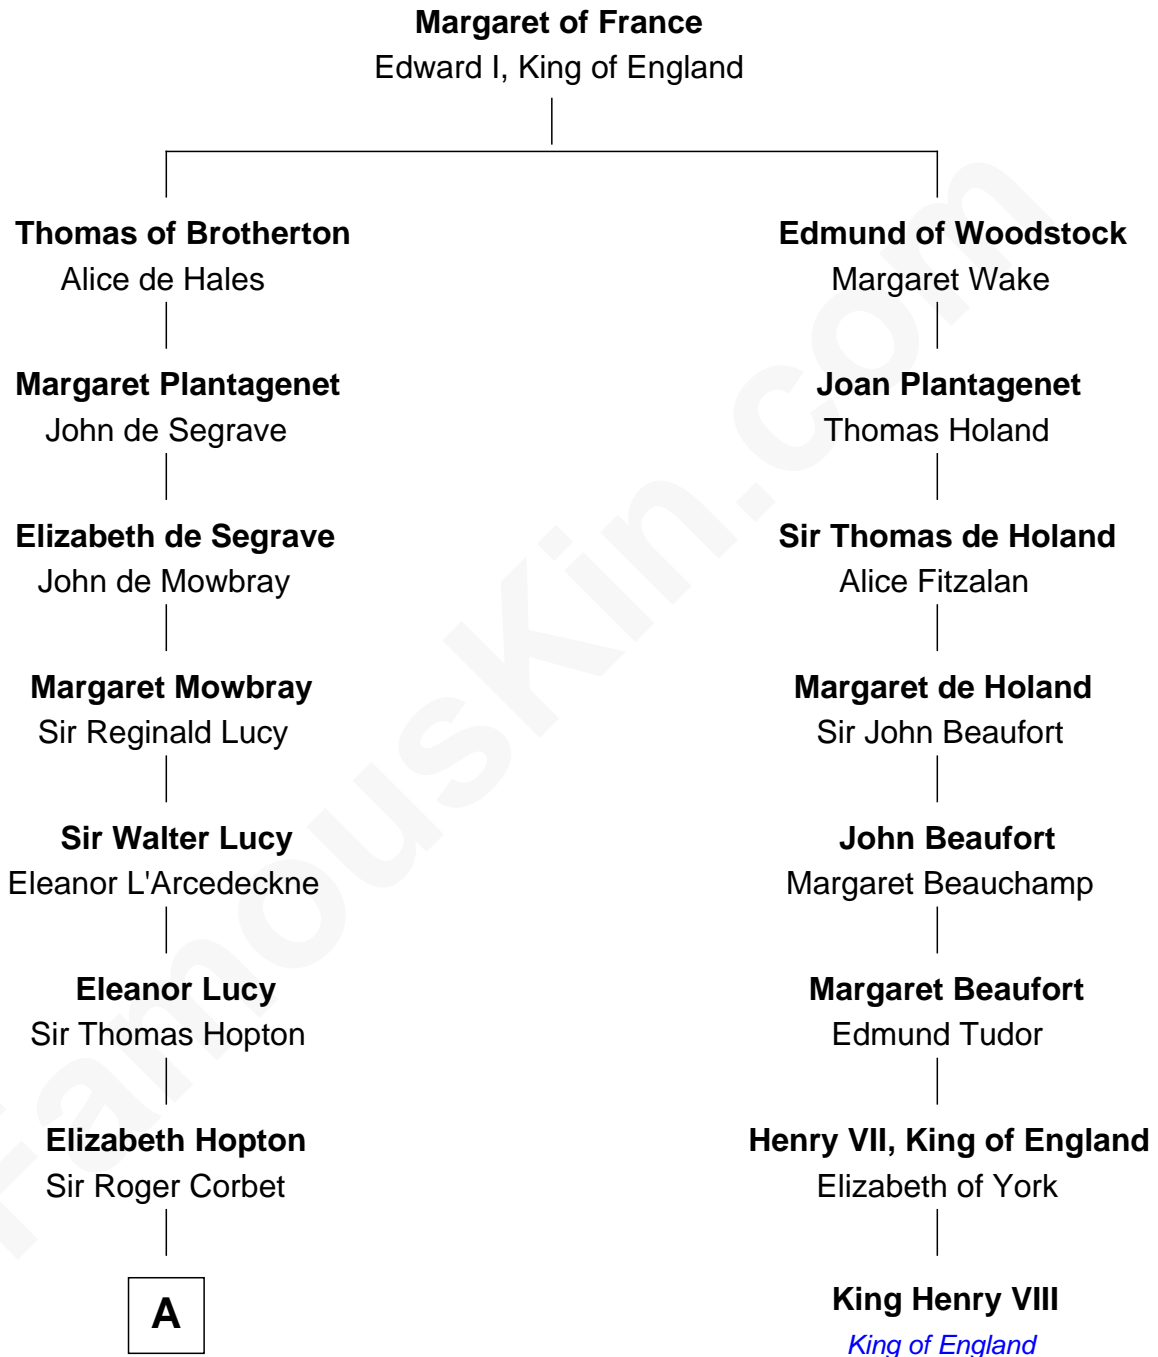 Margaret of France
Edward I, King of England
Thomas of Brotherton
Alice de Hales
Edmund of Woodstock
Margaret Wake
Margaret Plantagenet
John de Segrave
Joan Plantagenet
Thomas Holand
Elizabeth de Segrave
John de Mowbray
Sir Thomas de Holand
Alice Fitzalan
Margaret Mowbray
Sir Reginald Lucy
Margaret de Holand
Sir John Beaufort
Sir Walter Lucy
Eleanor L'Arcedeckne
John Beaufort
Margaret Beauchamp
Eleanor Lucy
Sir Thomas Hopton
Margaret Beaufort
Edmund Tudor
Elizabeth Hopton
Sir Roger Corbet
Henry VII, King of England
Elizabeth of York
A
King Henry VIII
King of England
FamousKin.com